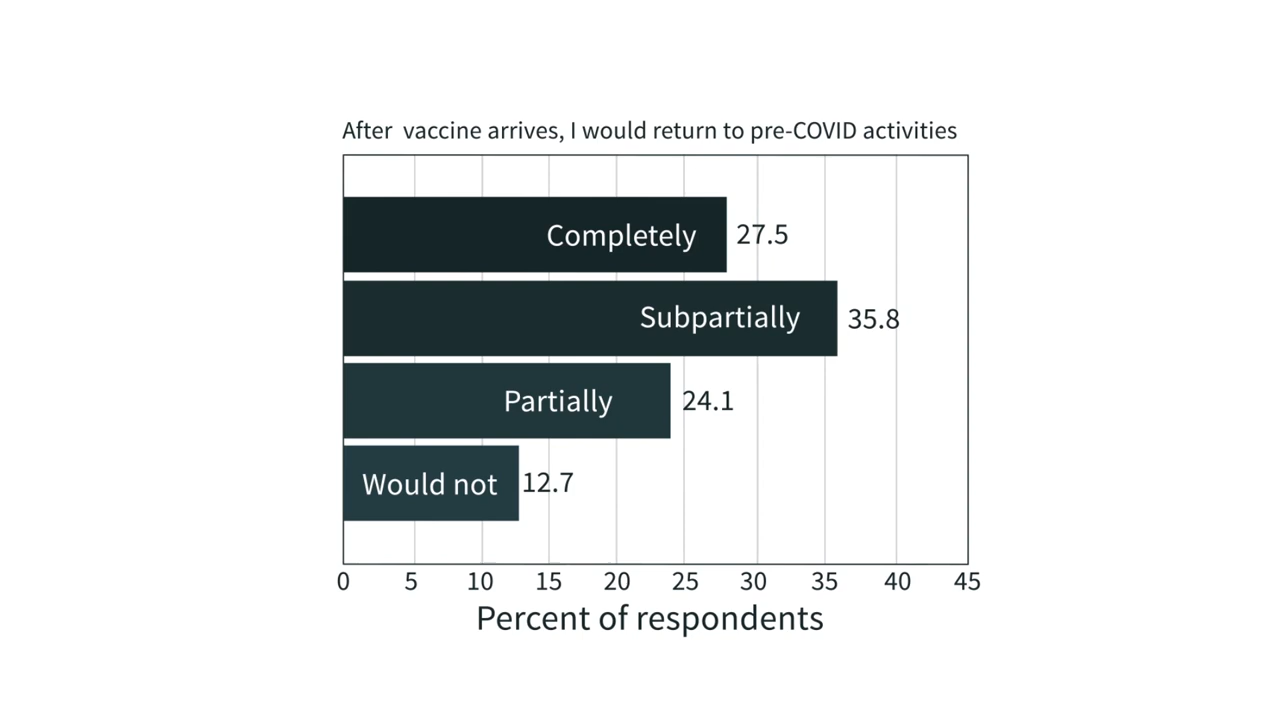 After  vaccine arrives, I would return to pre-COVID activities
Completely 27.5
Subpartially 35.8
Partially 24.1
Would not 12.7
0 5 10 15 20 25 30 35 40 45
Percent of respondents